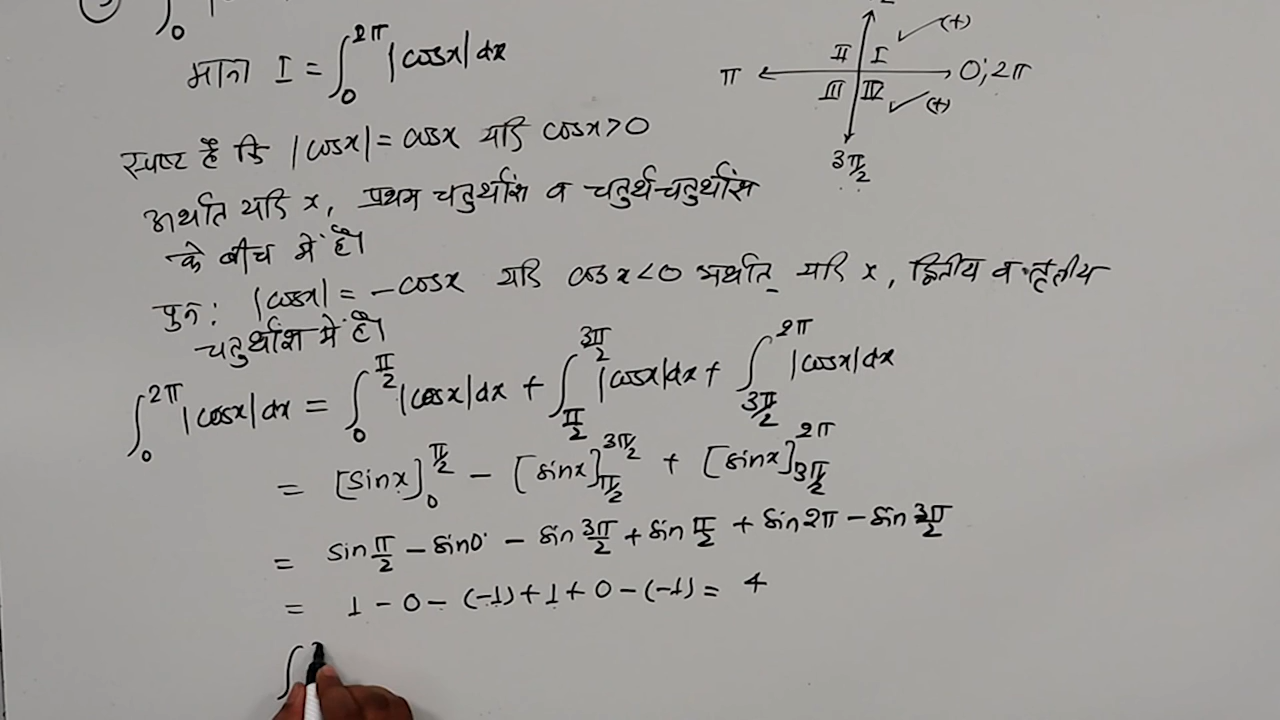 ∫₀
माना I = ∫₀^{2π} |cosx| dx
II I (+)
π 0, 2π
III IV (+)
3π/2
स्पष्ट है कि |cosx| = cosx यदि cosx > 0
अर्थात यदि x, प्रथम चतुर्थांश व चतुर्थ चतुर्थांश
के बीच में है।
पुनः |cosx| = -cosx यदि cosx < 0 अर्थात् यदि x, द्वितीय व तृतीय
चतुर्थांश में है।
∫₀^{2π} |cosx| dx = ∫₀^{π/2} |cosx| dx + ∫_{π/2}^{3π/2} |cosx| dx + ∫_{3π/2}^{2π} |cosx| dx
= [sinx]₀^{π/2} - [sinx]_{π/2}^{3π/2} + [sinx]_{3π/2}^{2π}
= sin π/2 - sin0 - sin 3π/2 + sin π/2 + sin2π - sin 3π/2
= 1 - 0 - (-1) + 1 + 0 - (-1) = 4
∫